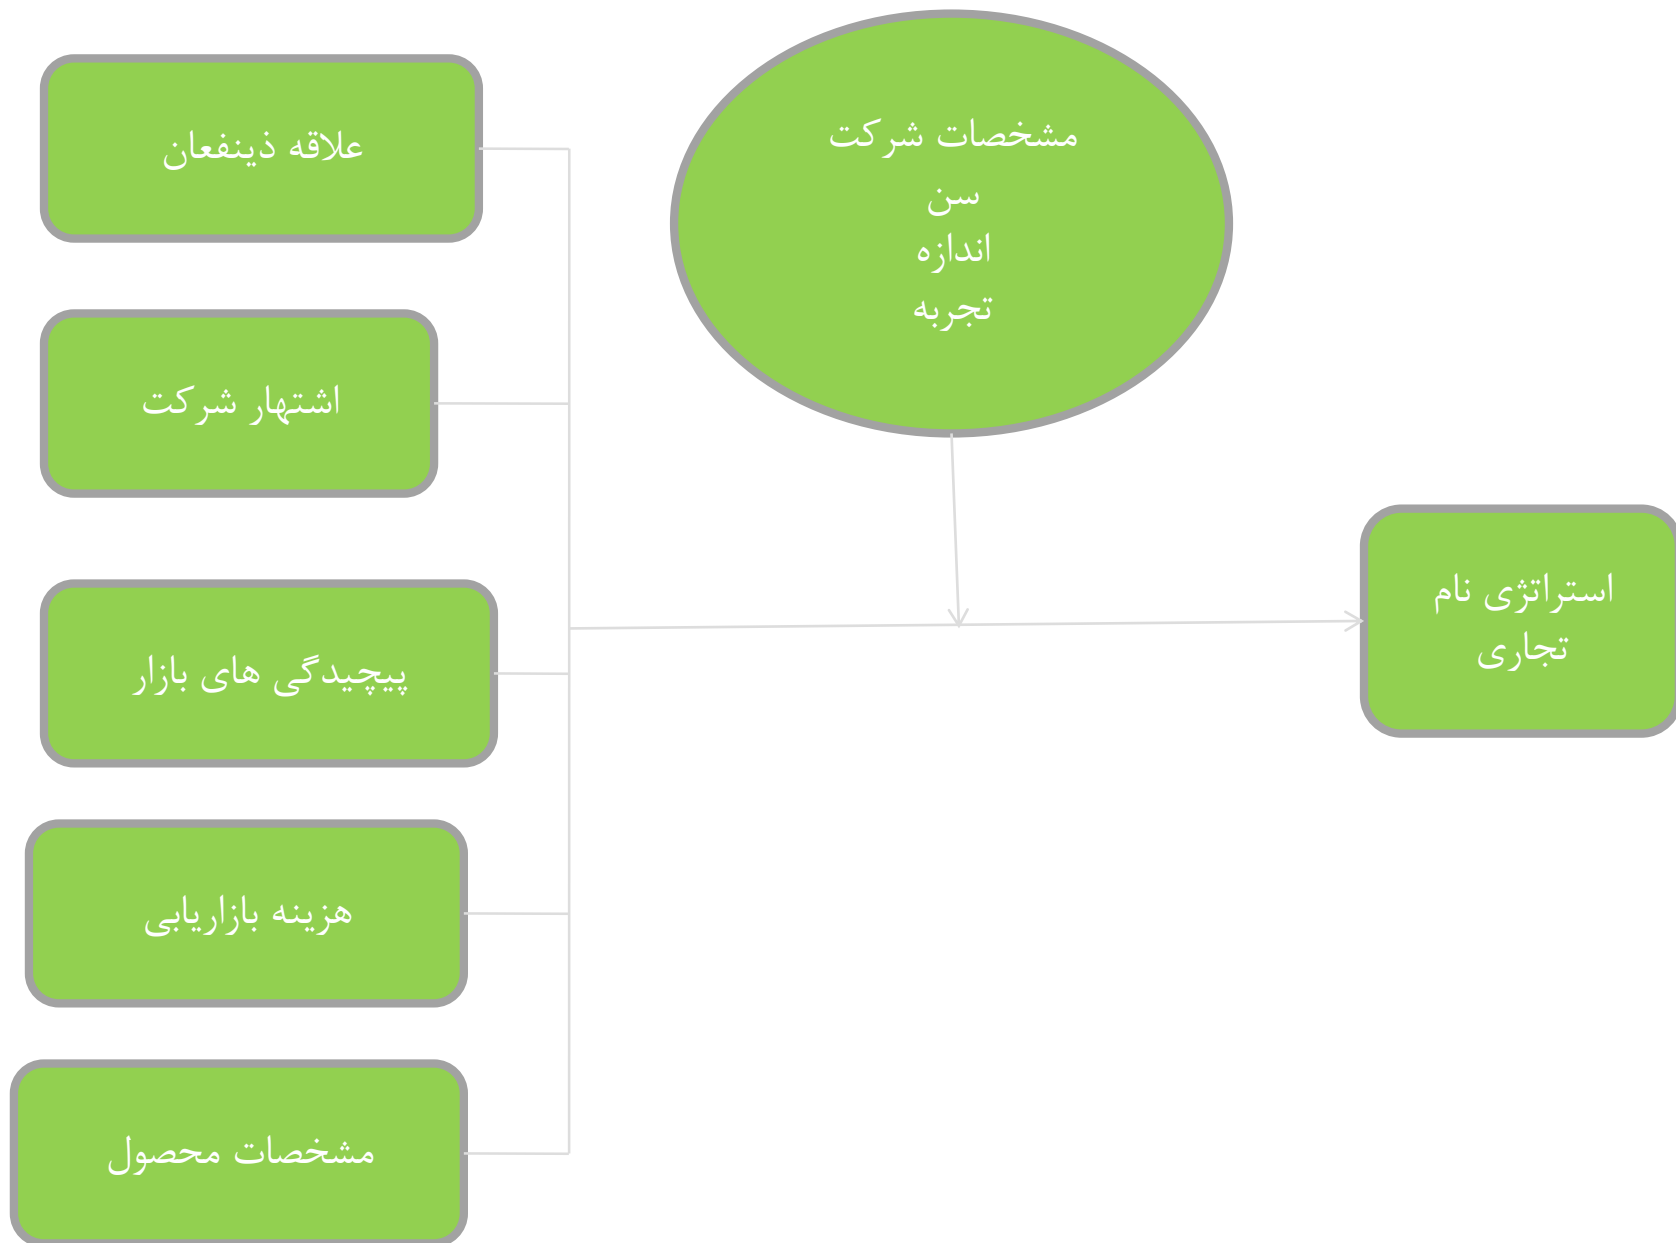 علاقه ذینفعان
اشتهار شرکت
پیچیدگی های بازار
هزینه بازاریابی
مشخصات محصول
مشخصات شرکت
سن
اندازه
تجربه
استراتژی نام
تجاری